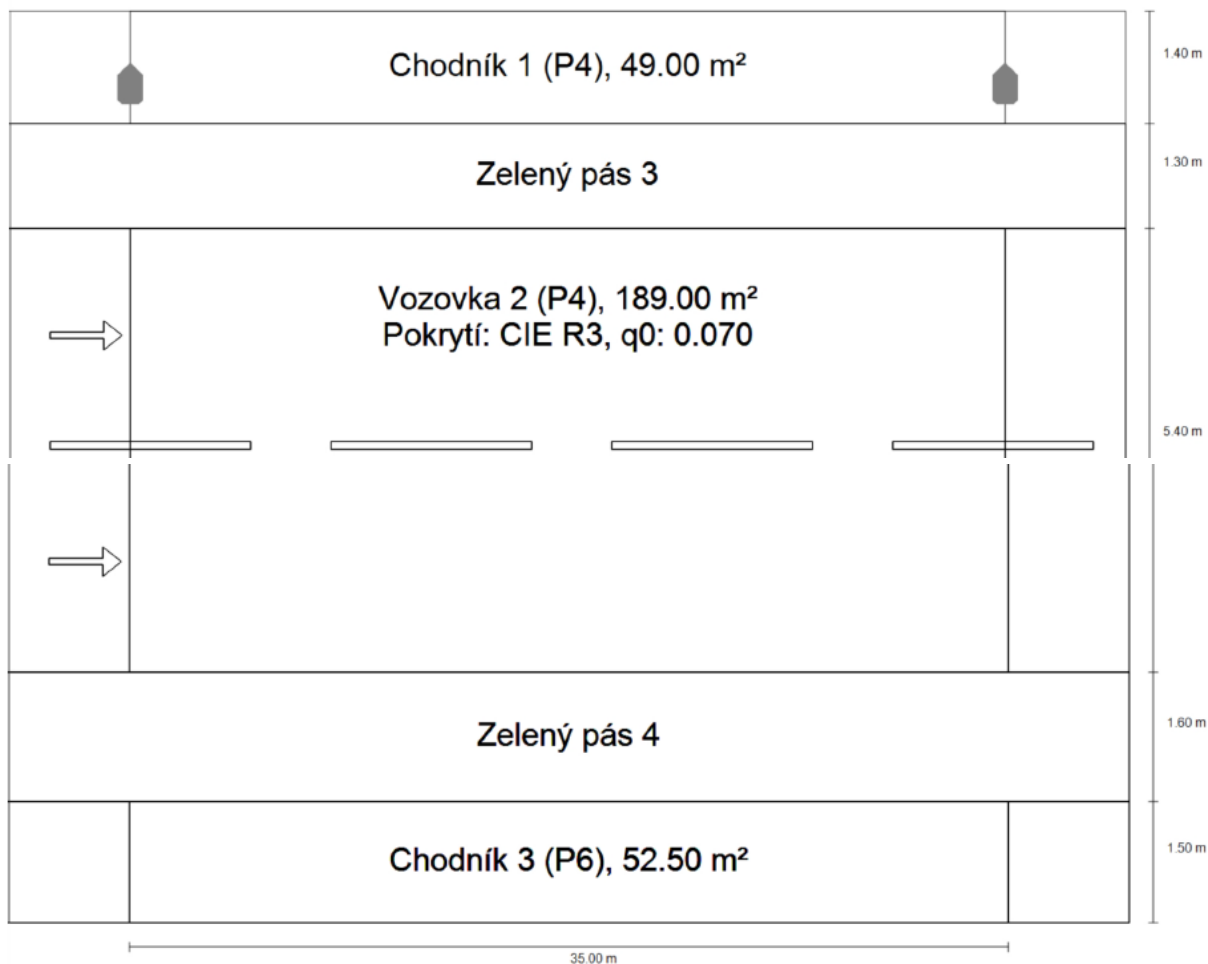 Chodník 1 (P4), 49.00 m²
1.40 m
Zelený pás 3
1.30 m
Vozovka 2 (P4), 189.00 m²
Pokrytí: CIE R3, q0: 0.070
5.40 m
Zelený pás 4
1.60 m
Chodník 3 (P6), 52.50 m²
1.50 m
35.00 m